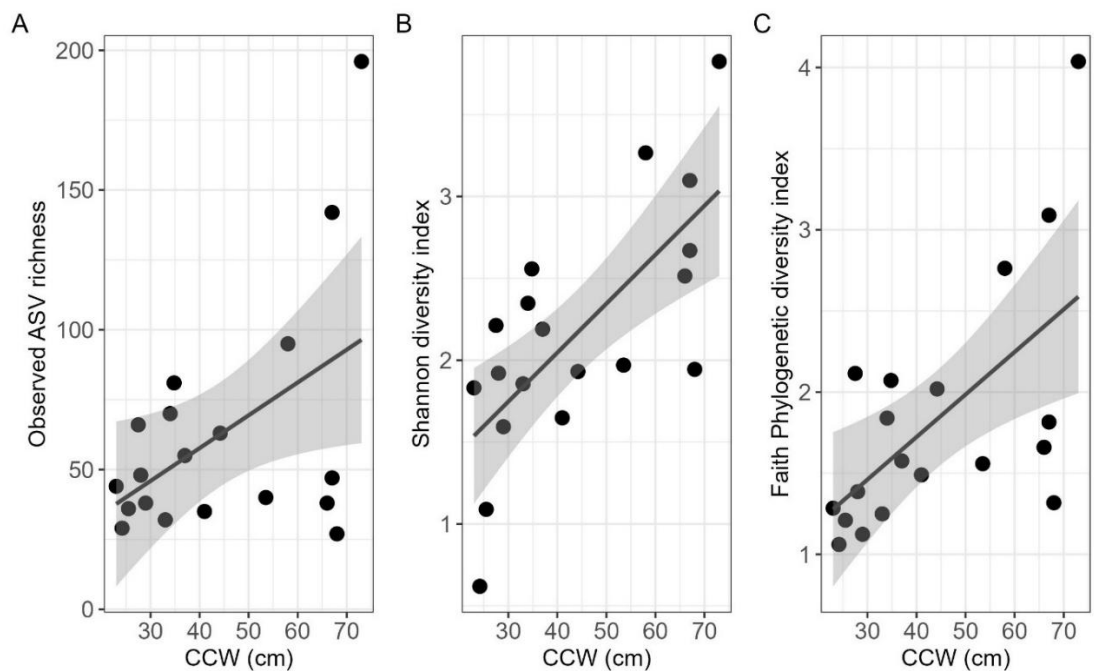 A
Observed ASV richness
200
150
100
50
0
30 40 50 60 70
CCW (cm)
B
Shannon diversity index
3
2
1
30 40 50 60 70
CCW (cm)
C
Faith Phylogenetic diversity index
4
3
2
1
30 40 50 60 70
CCW (cm)